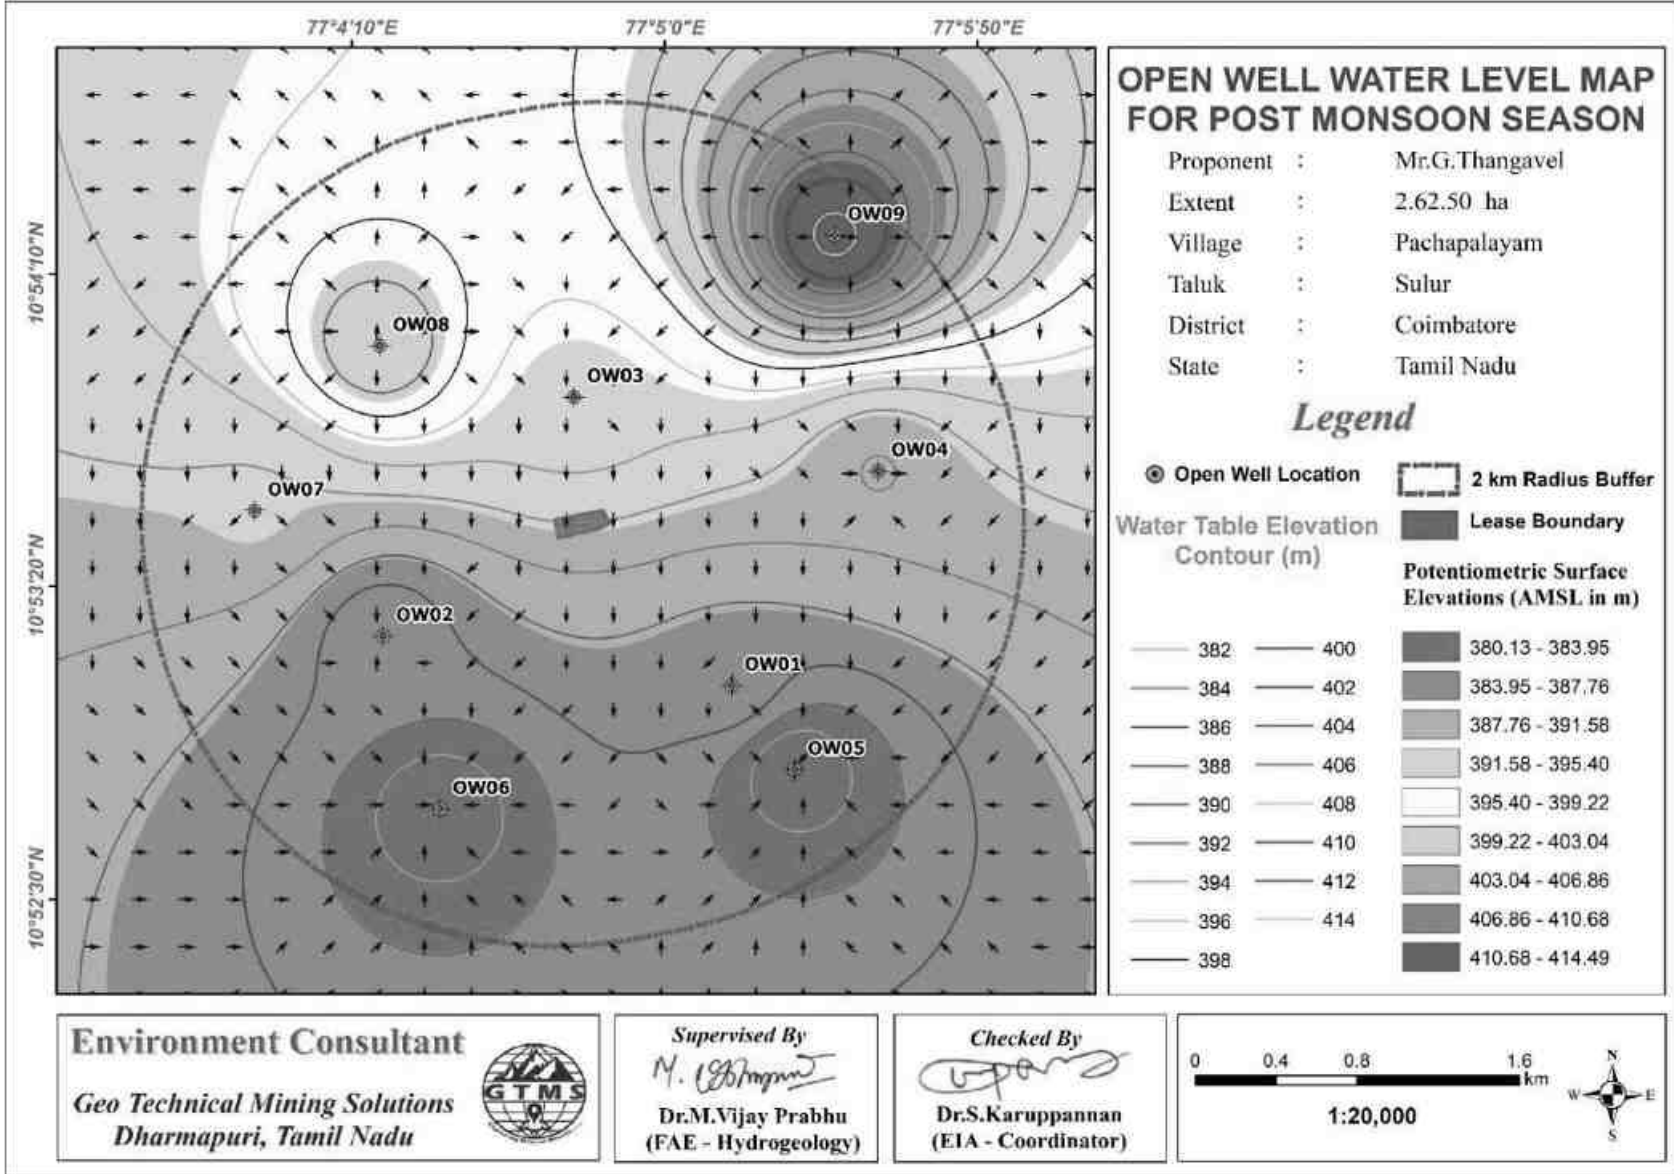 77°4'10"E
77°5'0"E
77°5'50"E
10°54'10"N
10°53'20"N
10°52'30"N
OW09
OW08
OW03
OW04
OW07
OW02
OW01
OW05
OW06
OPEN WELL WATER LEVEL MAP
FOR POST MONSOON SEASON
Proponent : Mr.G.Thangavel
Extent : 2.62.50 ha
Village : Pachapalayam
Taluk : Sulur
District : Coimbatore
State : Tamil Nadu
Legend
Open Well Location
2 km Radius Buffer
Lease Boundary
Water Table Elevation
Contour (m)
382 400
384 402
386 404
388 406
390 408
392 410
394 412
396 414
398
Potentiometric Surface
Elevations (AMSL in m)
380.13 - 383.95
383.95 - 387.76
387.76 - 391.58
391.58 - 395.40
395.40 - 399.22
399.22 - 403.04
403.04 - 406.86
406.86 - 410.68
410.68 - 414.49
Environment Consultant
Geo Technical Mining Solutions
Dharmapuri, Tamil Nadu
GTMS
Supervised By
Dr.M.Vijay Prabhu
(FAE - Hydrogeology)
Checked By
Dr.S.Karuppannan
(EIA - Coordinator)
0 0.4 0.8 1.6
km
1:20,000
N
W E
S